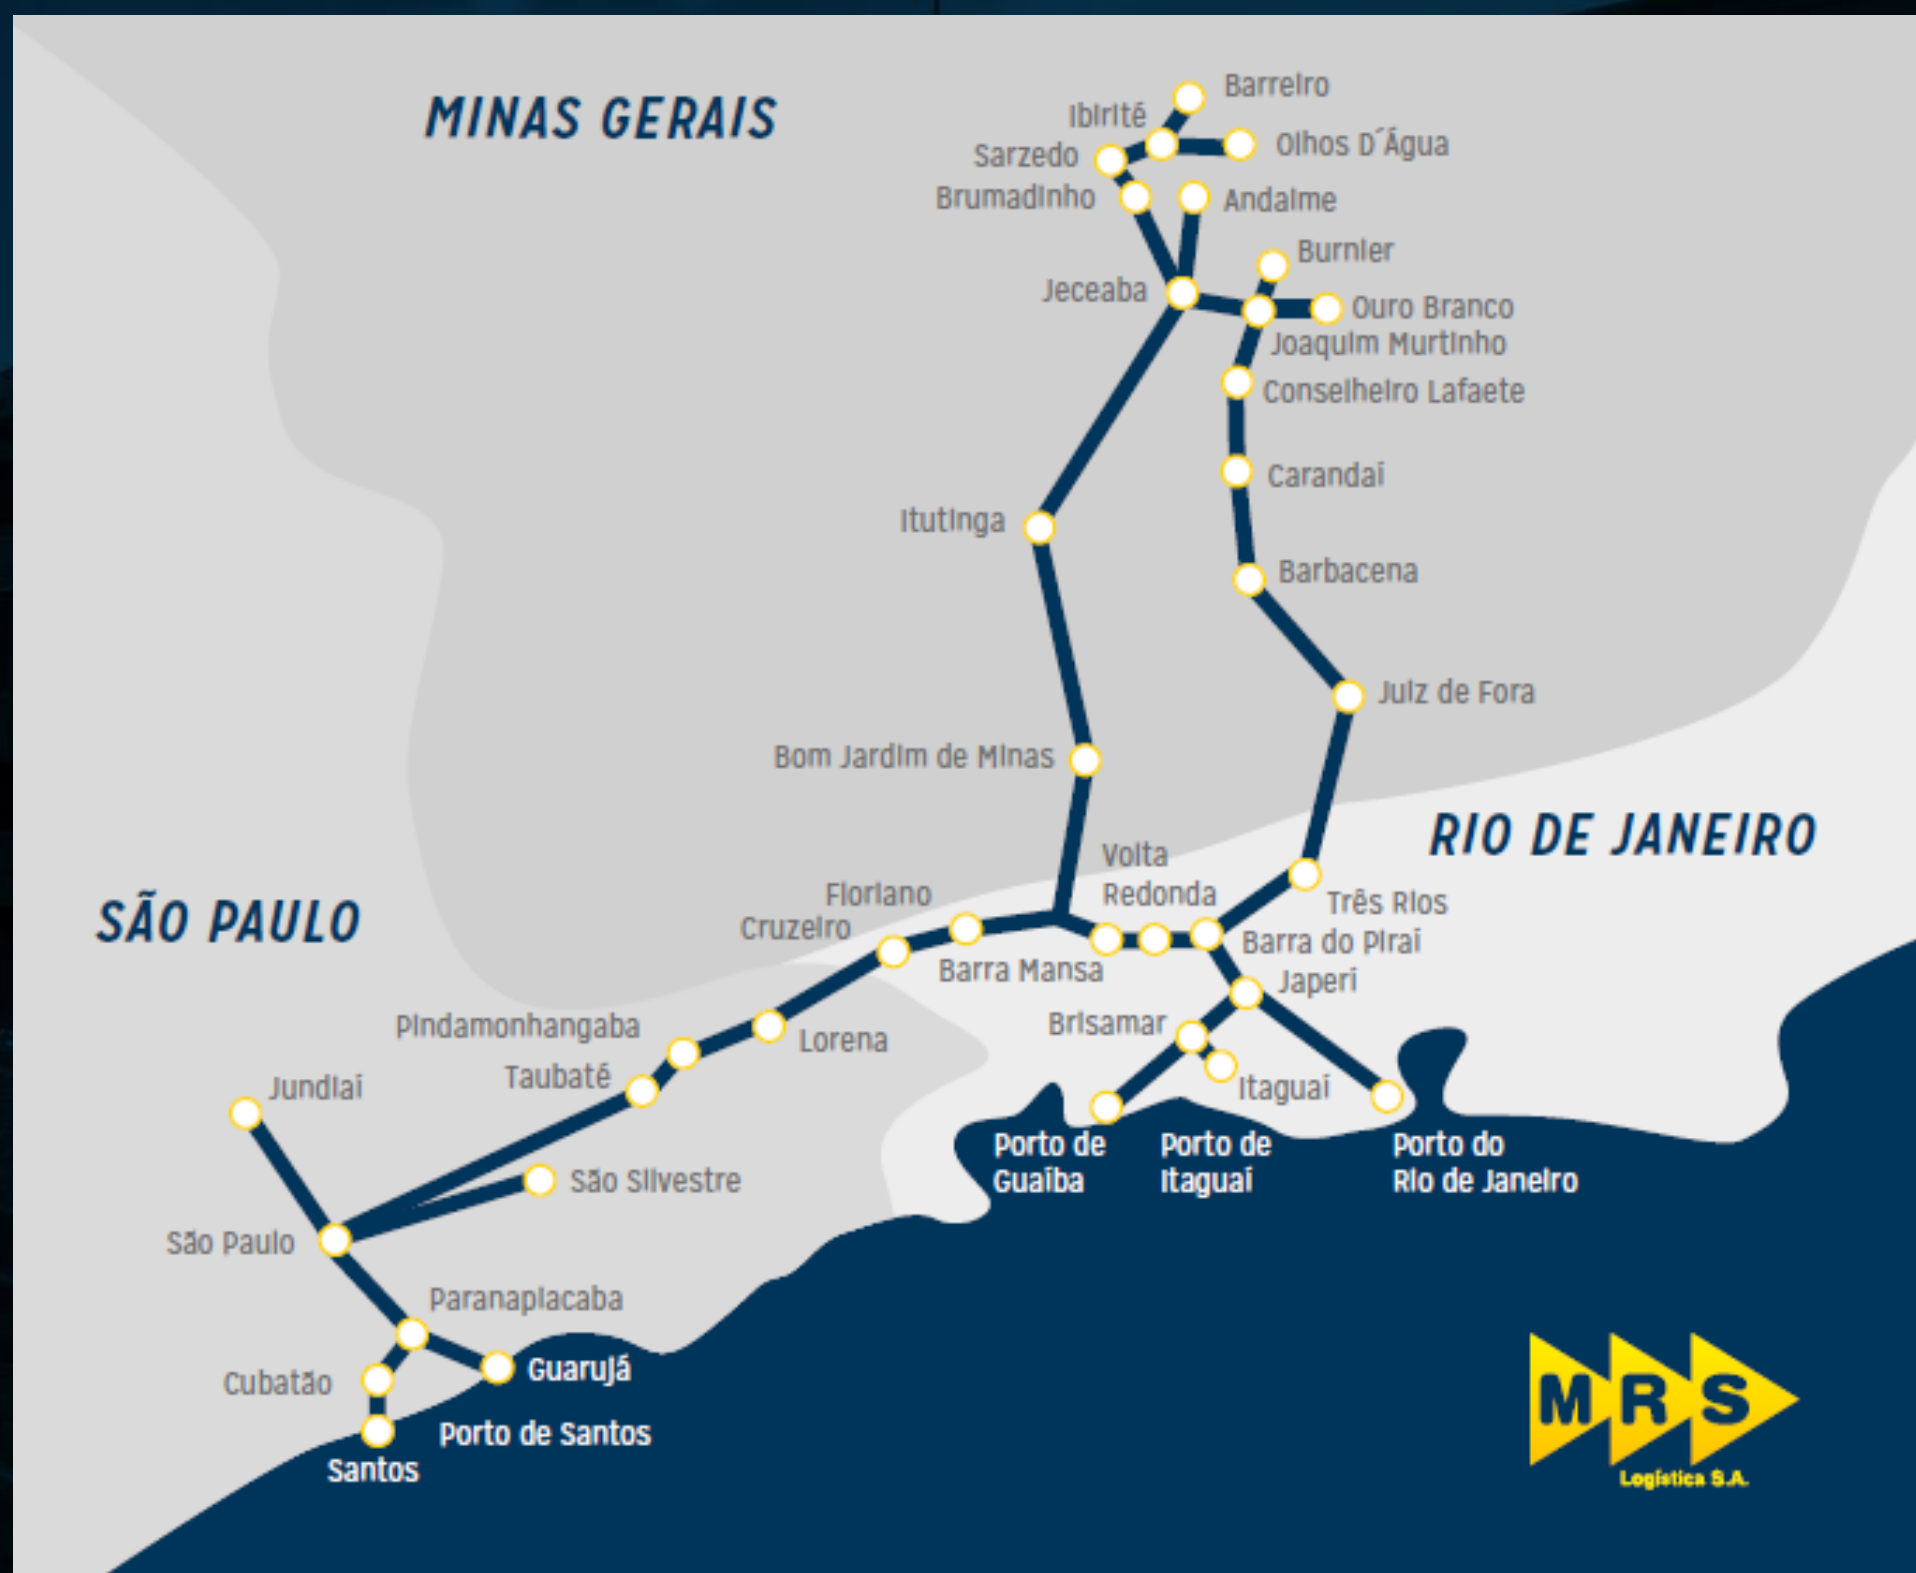 MINAS GERAIS
Barreiro
Ibirité
Olhos D´Água
Sarzedo
Brumadinho
Andaime
Burnier
Jeceaba
Ouro Branco
Joaquim Murtinho
Conselheiro Lafaete
Carandaí
Itutinga
Barbacena
Juiz de Fora
Bom Jardim de Minas
RIO DE JANEIRO
Volta
Redonda
Floriano
Três Rios
SÃO PAULO
Cruzeiro
Barra do Piraí
Barra Mansa
Japeri
Pindamonhangaba
Brisamar
Lorena
Taubaté
Jundiaí
Itaguaí
Porto de
Guaíba
Porto de
Itaguaí
Porto do
Rio de Janeiro
São Silvestre
São Paulo
Paranapiacaba
Guarujá
Cubatão
Porto de Santos
Santos
MRS
Logística S.A.